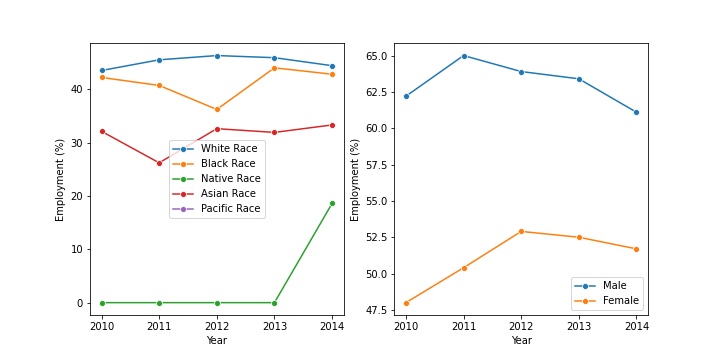 40
30
20
10
0
Employment (%)
2010 2011 2012 2013 2014
Year
White Race
Black Race
Native Race
Asian Race
Pacific Race
65.0
62.5
60.0
57.5
55.0
52.5
50.0
47.5
Employment (%)
2010 2011 2012 2013 2014
Year
Male
Female